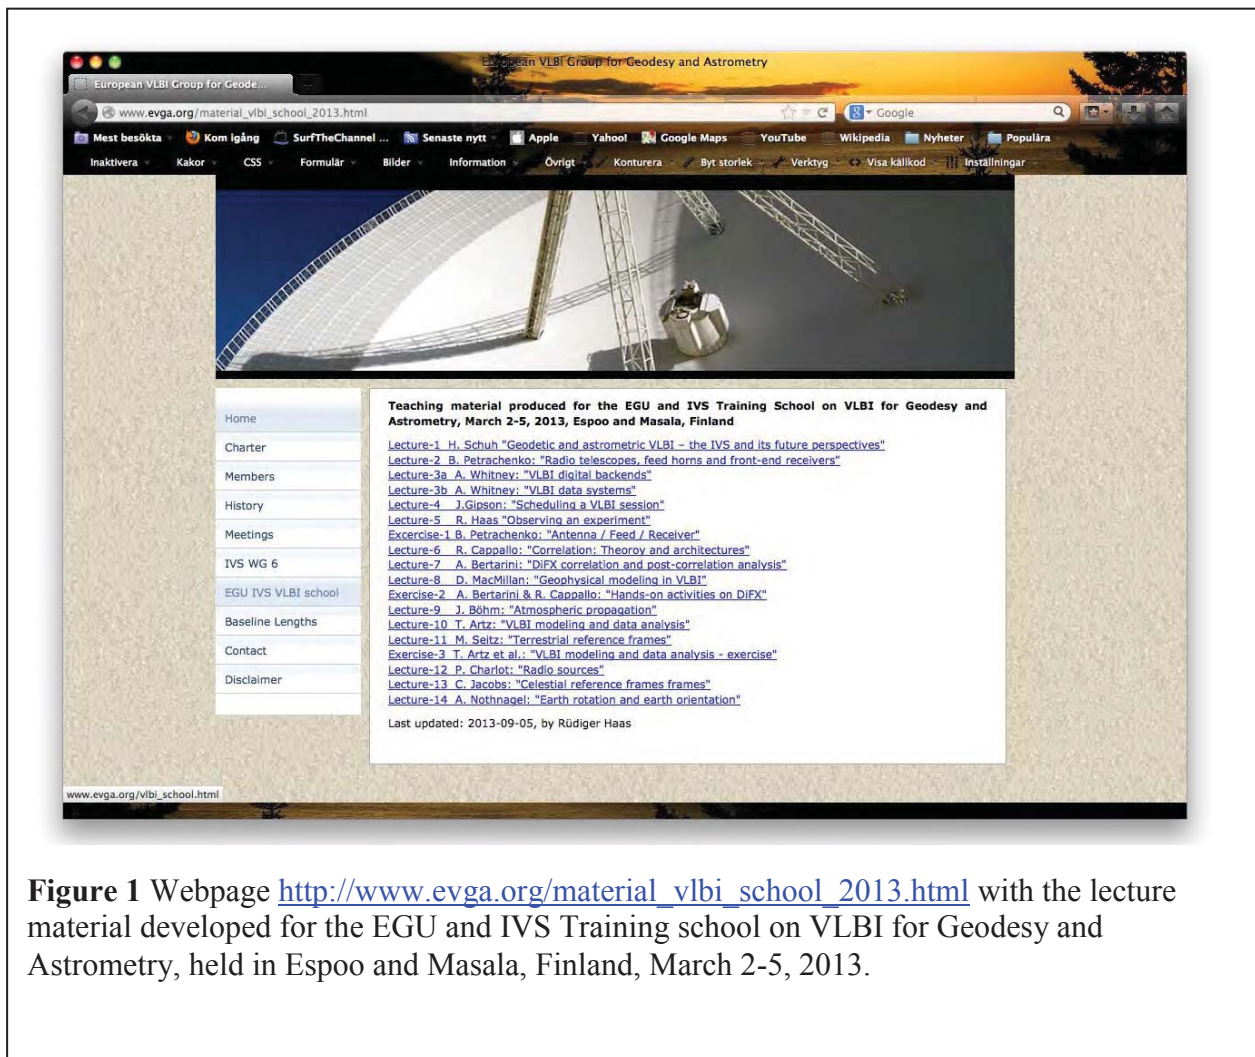 European VLBI Group for Geodesy and Astrometry
European VLBI Group for Geode...
www.evga.org/material_vlbi_school_2013.html
Google
Mest besökta Kom igång SurfTheChannel ... Senaste nytt Apple Yahoo! Google Maps YouTube Wikipedia Nyheter Populära
Inaktivera Kakor CSS Formulär Bilder Information Övrigt Konturera Byt storlek Verktyg Visa källkod Inställningar
Home
Charter
Members
History
Meetings
IVS WG 6
EGU IVS VLBI school
Baseline Lengths
Contact
Disclaimer
Teaching material produced for the EGU and IVS Training School on VLBI for Geodesy and
Astrometry, March 2-5, 2013, Espoo and Masala, Finland
Lecture-1 H. Schuh "Geodetic and astrometric VLBI – the IVS and its future perspectives"
Lecture-2 B. Petrachenko: "Radio telescopes, feed horns and front-end receivers"
Lecture-3a A. Whitney: "VLBI digital backends"
Lecture-3b A. Whitney: "VLBI data systems"
Lecture-4 J.Gipson: "Scheduling a VLBI session"
Lecture-5 R. Haas "Observing an experiment"
Excercise-1 B. Petrachenko: "Antenna / Feed / Receiver"
Lecture-6 R. Cappallo: "Correlation: Theoroy and architectures"
Lecture-7 A. Bertarini: "DiFX correlation and post-correlation analysis"
Lecture-8 D. MacMillan: "Geophysical modeling in VLBI"
Exercise-2 A. Bertarini & R. Cappallo: "Hands-on activities on DiFX"
Lecture-9 J. Böhm: "Atmospheric propagation"
Lecture-10 T. Artz: "VLBI modeling and data analysis"
Lecture-11 M. Seitz: "Terrestrial reference frames"
Exercise-3 T. Artz et al.: "VLBI modeling and data analysis - exercise"
Lecture-12 P. Charlot: "Radio sources"
Lecture-13 C. Jacobs: "Celestial reference frames frames"
Lecture-14 A. Nothnagel: "Earth rotation and earth orientation"
Last updated: 2013-09-05, by Rüdiger Haas
www.evga.org/vlbi_school.html
Figure 1 Webpage http://www.evga.org/material_vlbi_school_2013.html with the lecture
material developed for the EGU and IVS Training school on VLBI for Geodesy and
Astrometry, held in Espoo and Masala, Finland, March 2-5, 2013.